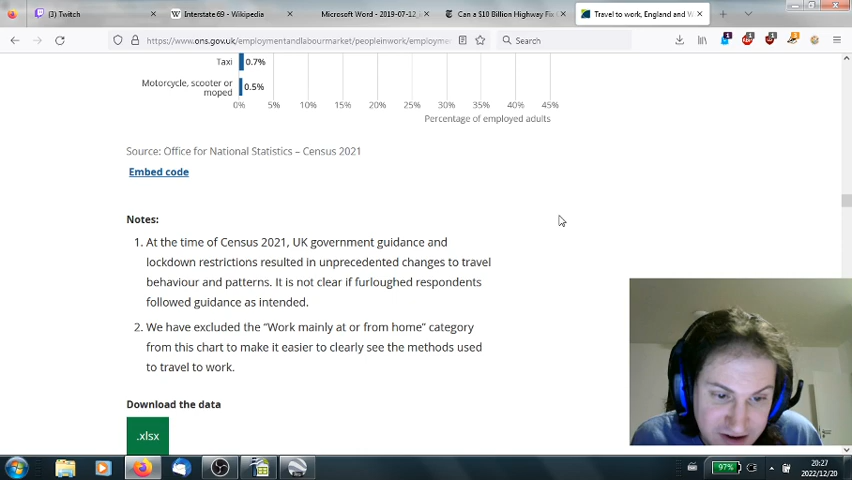 (3) Twitch
Interstate 69 - Wikipedia
Microsoft Word - 2019-07-12_
Can a $10 Billion Highway Fix
Travel to work, England and W
https://www.ons.gov.uk/employmentandlabourmarket/peopleinwork/employme
Search
Taxi
0.7%
Motorcycle, scooter or
moped
0.5%
0% 5% 10% 15% 20% 25% 30% 35% 40% 45%
Percentage of employed adults
Source: Office for National Statistics – Census 2021
Embed code
Notes:
1. At the time of Census 2021, UK government guidance and
lockdown restrictions resulted in unprecedented changes to travel
behaviour and patterns. It is not clear if furloughed respondents
followed guidance as intended.
2. We have excluded the “Work mainly at or from home” category
from this chart to make it easier to clearly see the methods used
to travel to work.
Download the data
.xlsx
97%
20:27
2022/12/20